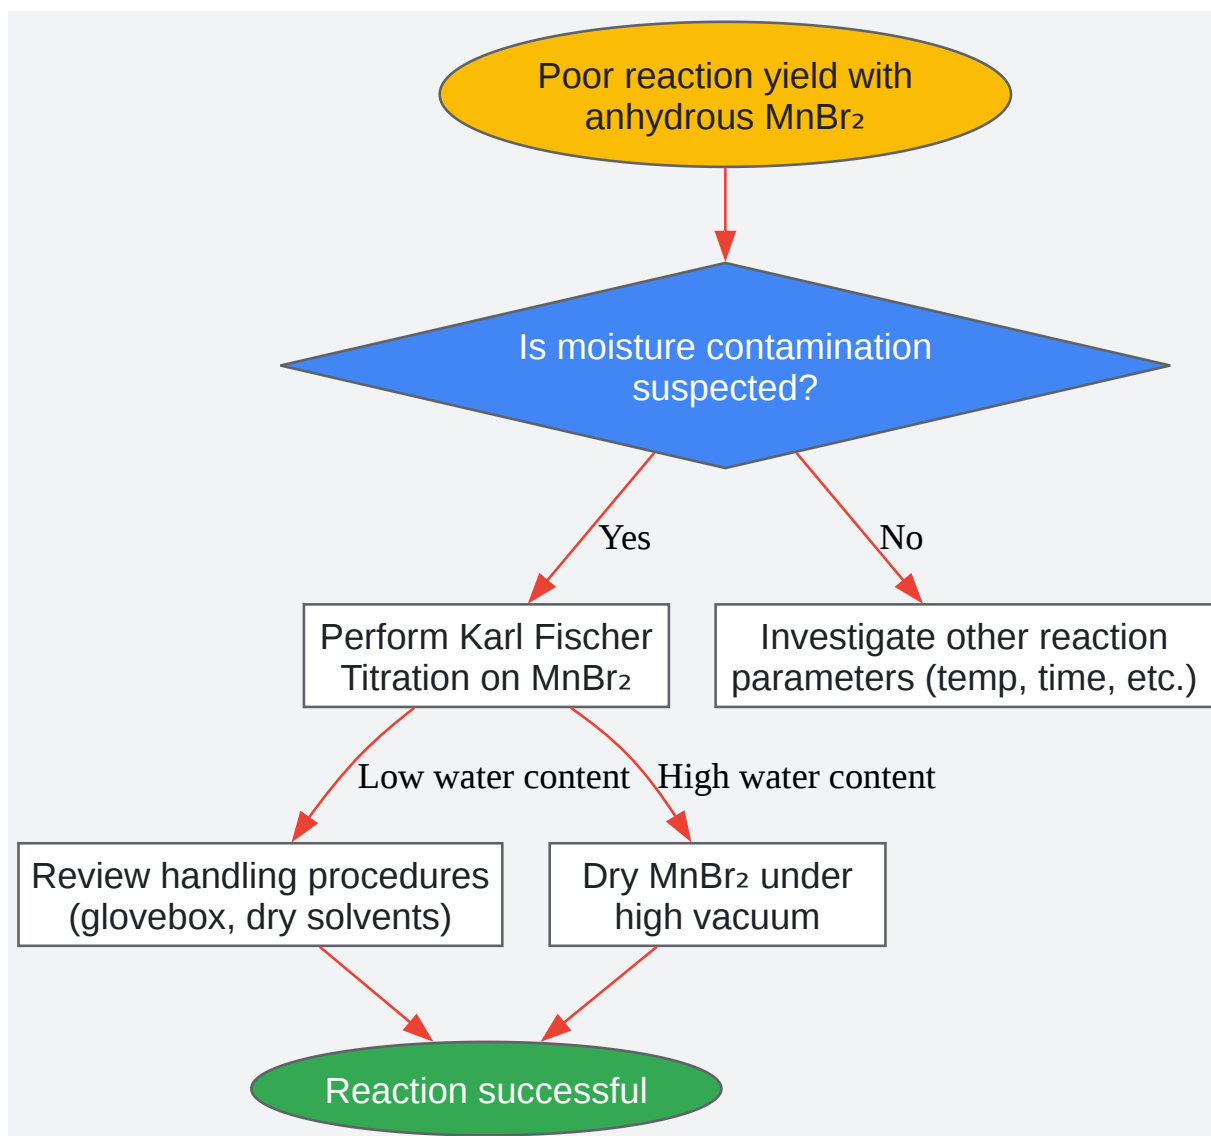 Poor reaction yield with
anhydrous MnBr₂
Is moisture contamination
suspected?
Yes
No
Perform Karl Fischer
Titration on MnBr₂
Investigate other reaction
parameters (temp, time, etc.)
Low water content
High water content
Review handling procedures
(glovebox, dry solvents)
Dry MnBr₂ under
high vacuum
Reaction successful